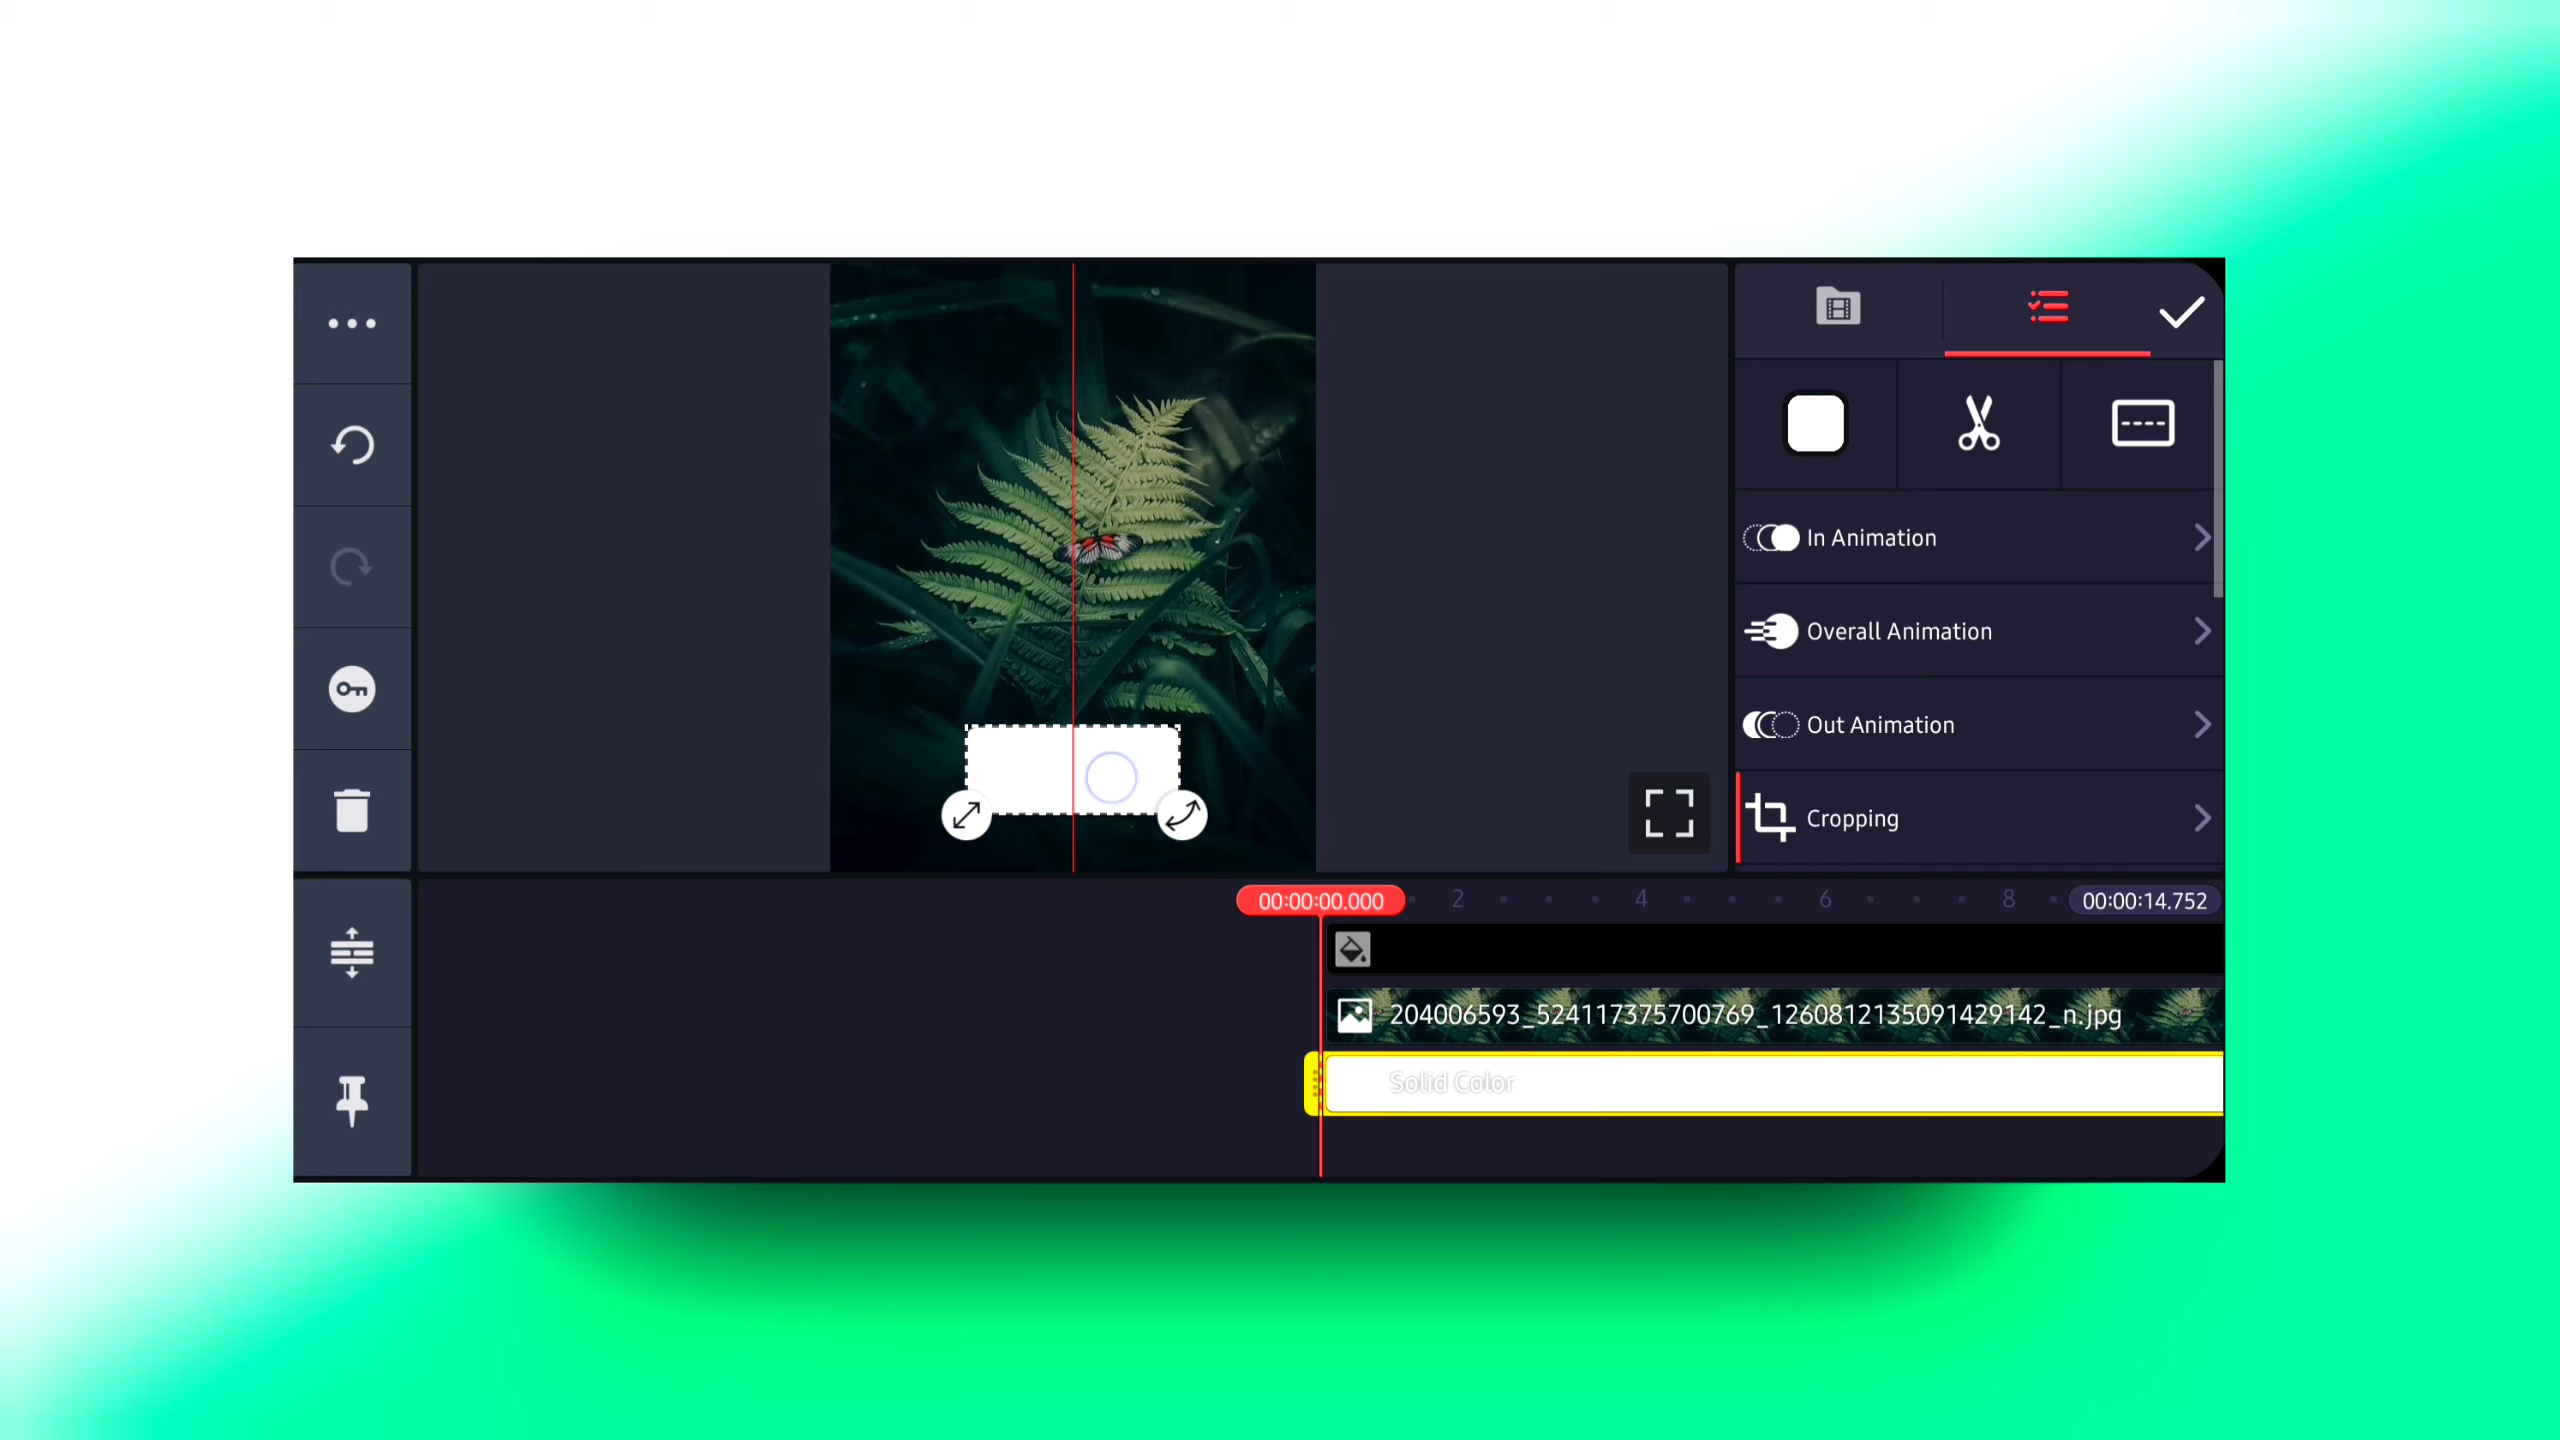 In Animation
Overall Animation
Out Animation
Cropping
00:00:00.000 2 4 6 8 00:00:14.752
204006593_524117375700769_1260812135091429142_n.jpg
Solid Color